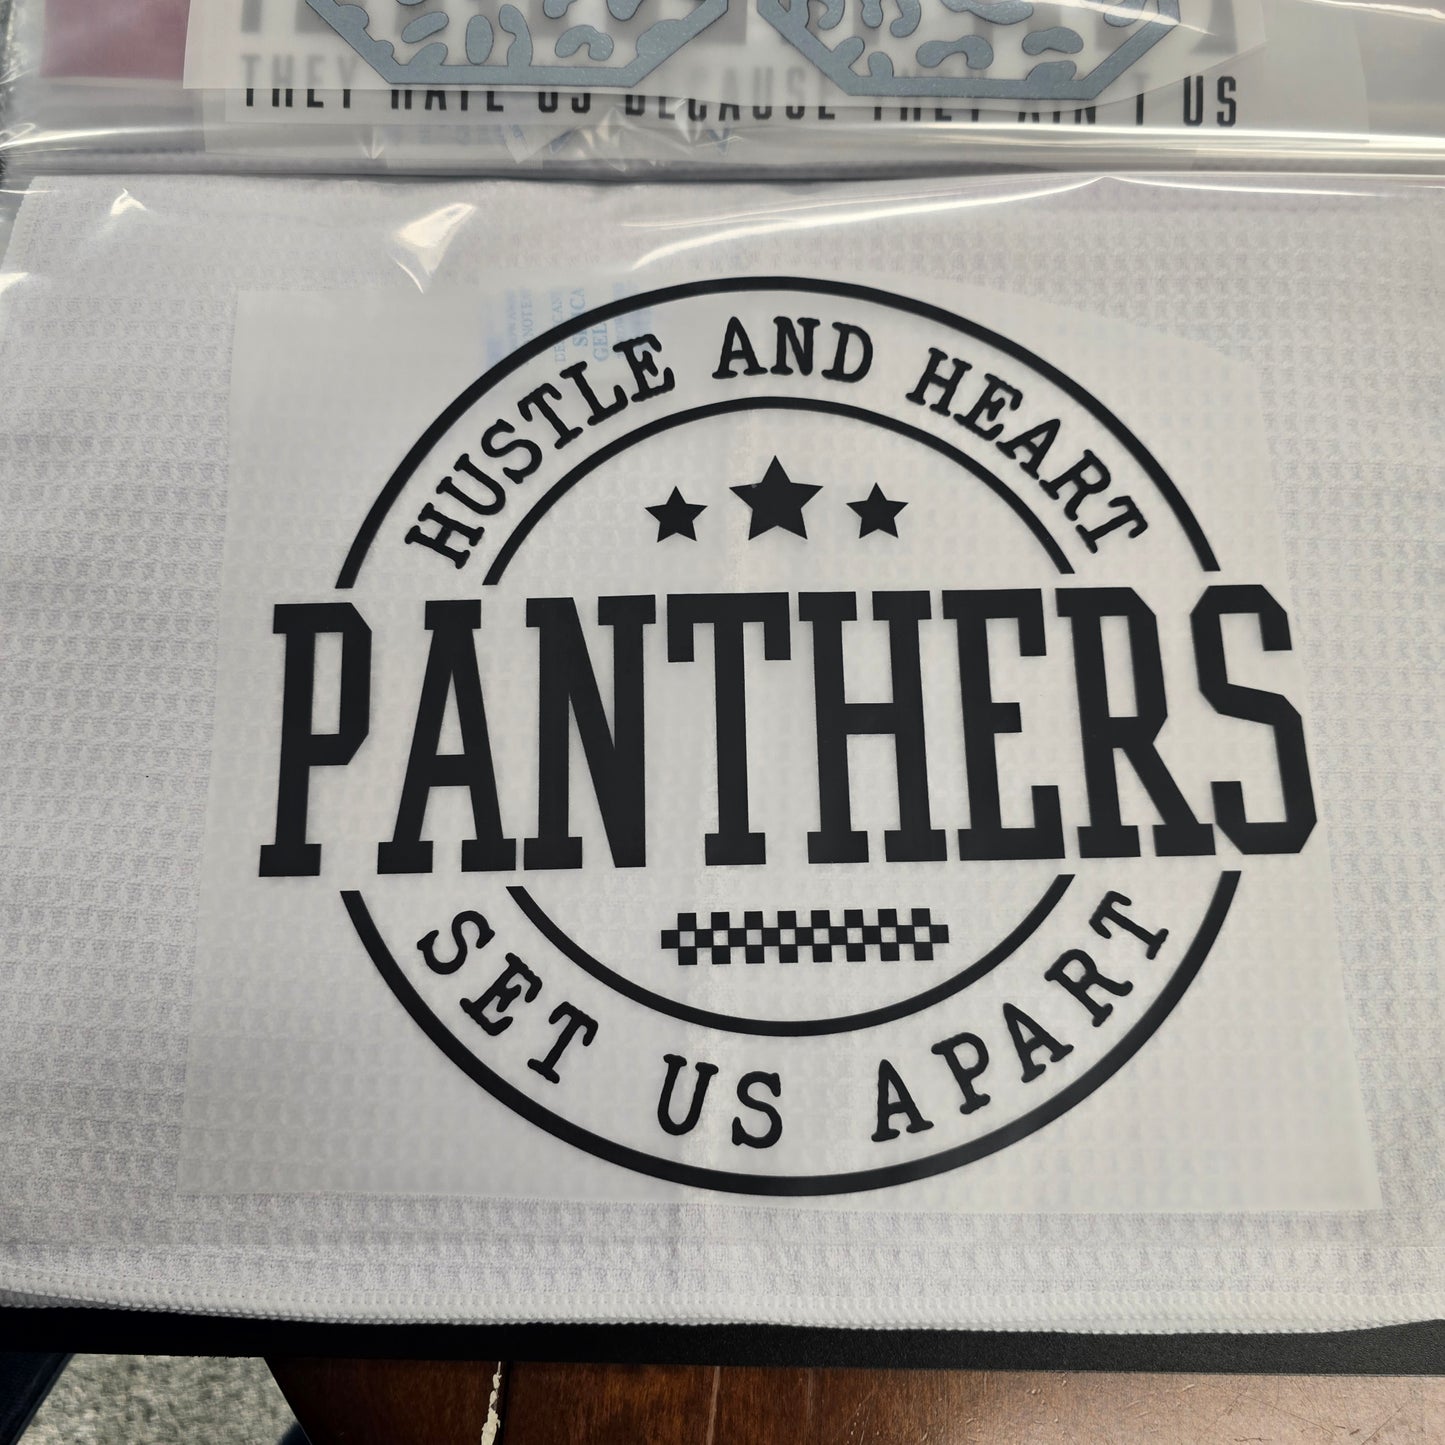 THEY HATE US BECAUSE THEY AIN'T US
HUSTLE AND HEART
PANTHERS
SET US APART